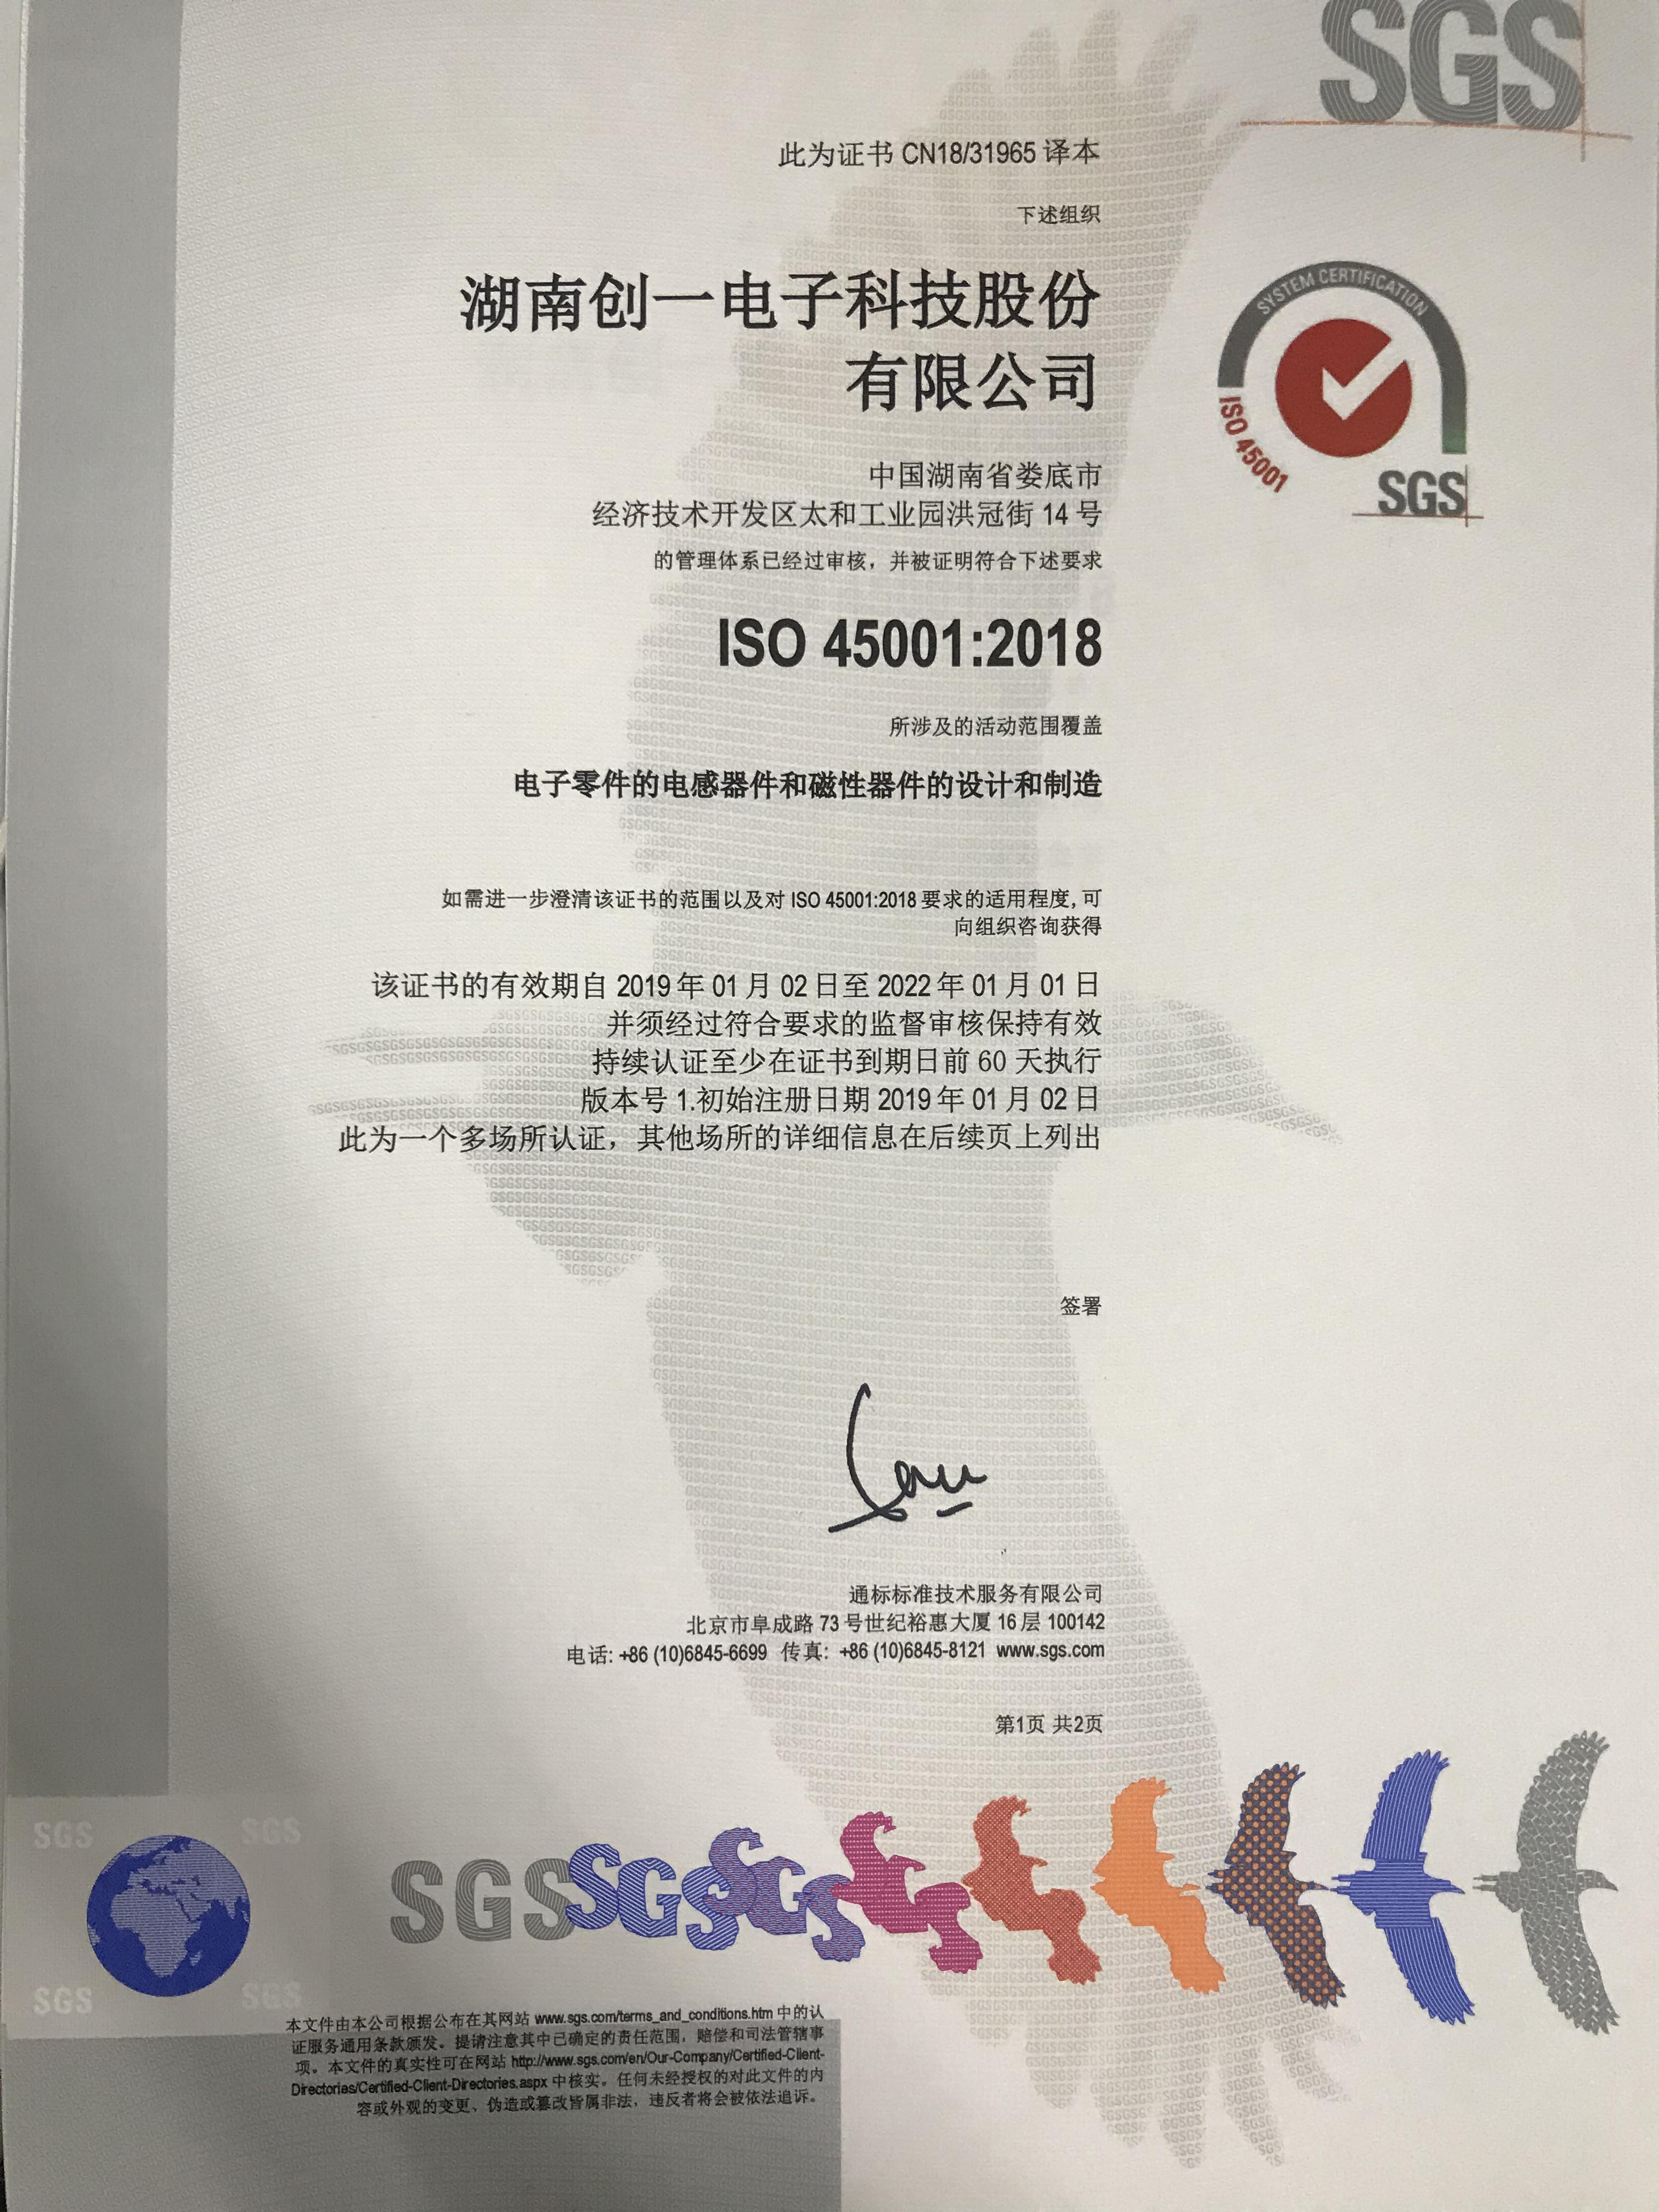 SGS
此为证书 CN18/31965 译本
下述组织
湖南创一电子科技股份
有限公司
SYSTEM CERTIFICATION
ISO 45001
SGS
中国湖南省娄底市
经济技术开发区太和工业园洪冠街 14 号
的管理体系已经过审核，并被证明符合下述要求
ISO 45001:2018
所涉及的活动范围覆盖
电子零件的电感器件和磁性器件的设计和制造
如需进一步澄清该证书的范围以及对 ISO 45001:2018 要求的适用程度,可
向组织咨询获得
该证书的有效期自 2019 年 01 月 02 日至 2022 年 01 月 01 日
并须经过符合要求的监督审核保持有效
持续认证至少在证书到期日前 60 天执行
版本号 1.初始注册日期 2019 年 01 月 02 日
此为一个多场所认证，其他场所的详细信息在后续页上列出
签署
通标标准技术服务有限公司
北京市阜成路 73 号世纪裕惠大厦 16 层 100142
电话: +86 (10)6845-6699 传真: +86 (10)6845-8121 www.sgs.com
第1页 共2页
SGS SGS
SGS SGS SGS
SGS SGS
本文件由本公司根据公布在其网站 www.sgs.com/terms_and_conditions.htm 中的认
证服务通用条款颁发。提请注意其中已确定的责任范围，赔偿和司法管辖事
项。本文件的真实性可在网站 http://www.sgs.com/en/Our-Company/Certified-Client-
Directories/Certified-Client-Directories.aspx 中核实。任何未经授权的对此文件的内
容或外观的变更、伪造或篡改皆属非法，违反者将会被依法追诉。